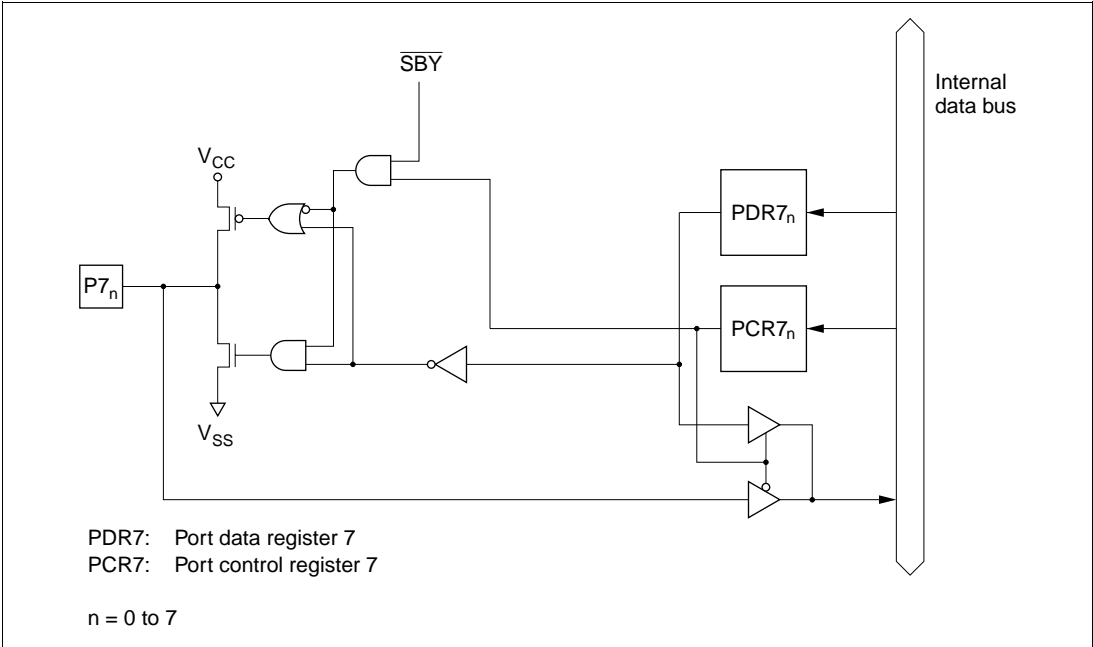 SBY
Internal
data bus
VCC
PDR7n
P7n
PCR7n
VSS
PDR7: Port data register 7
PCR7: Port control register 7
n = 0 to 7